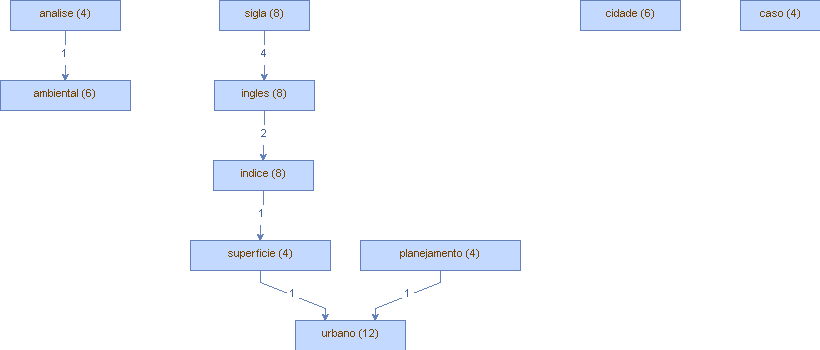 analise (4)
sigla (8)
cidade (6)
caso (4)
1
4
ambiental (6)
ingles (8)
2
indice (8)
1
superficie (4)
planejamento (4)
1
1
urbano (12)